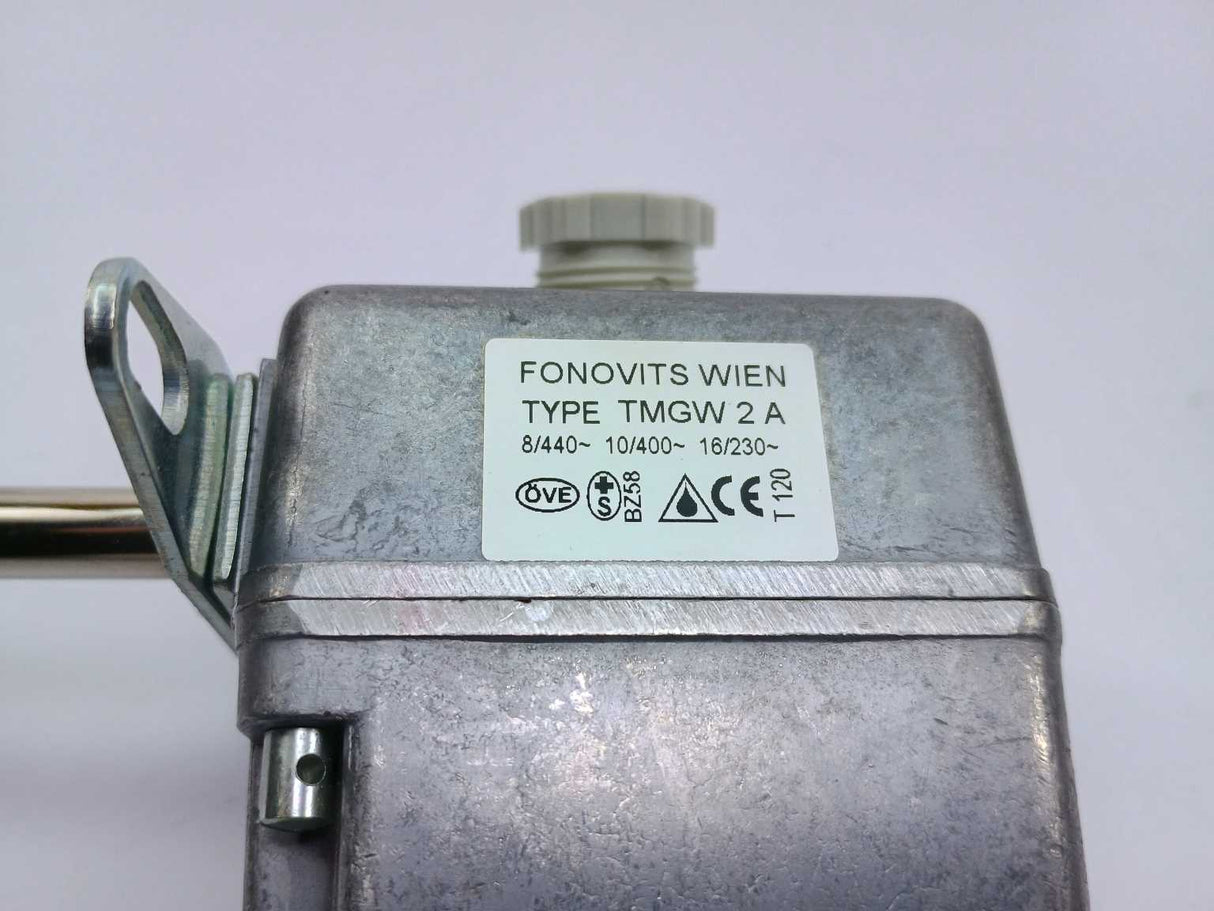 FONOVITS WIEN
TYPE TMGW 2 A
8/440~ 10/400~ 16/230~
ÖVE +S BZ58 CE T 120